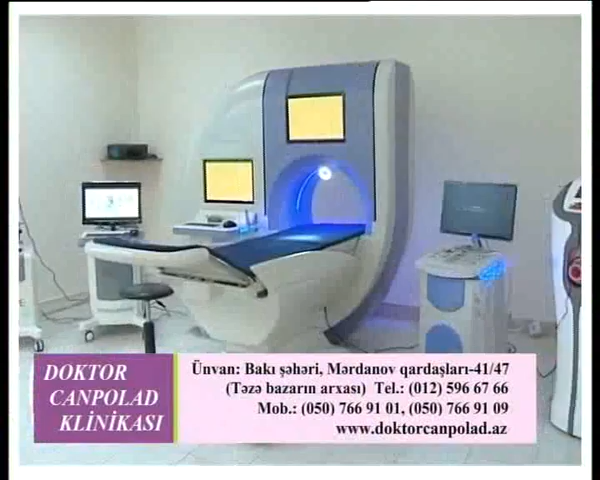 DOKTOR
CANPOLAD
KLİNİKASI
Ünvan: Bakı şəhəri, Mərdanov qardaşları-41/47
(Təzə bazarın arxası) Tel.: (012) 596 67 66
Mob.: (050) 766 91 01, (050) 766 91 09
www.doktorcanpolad.az